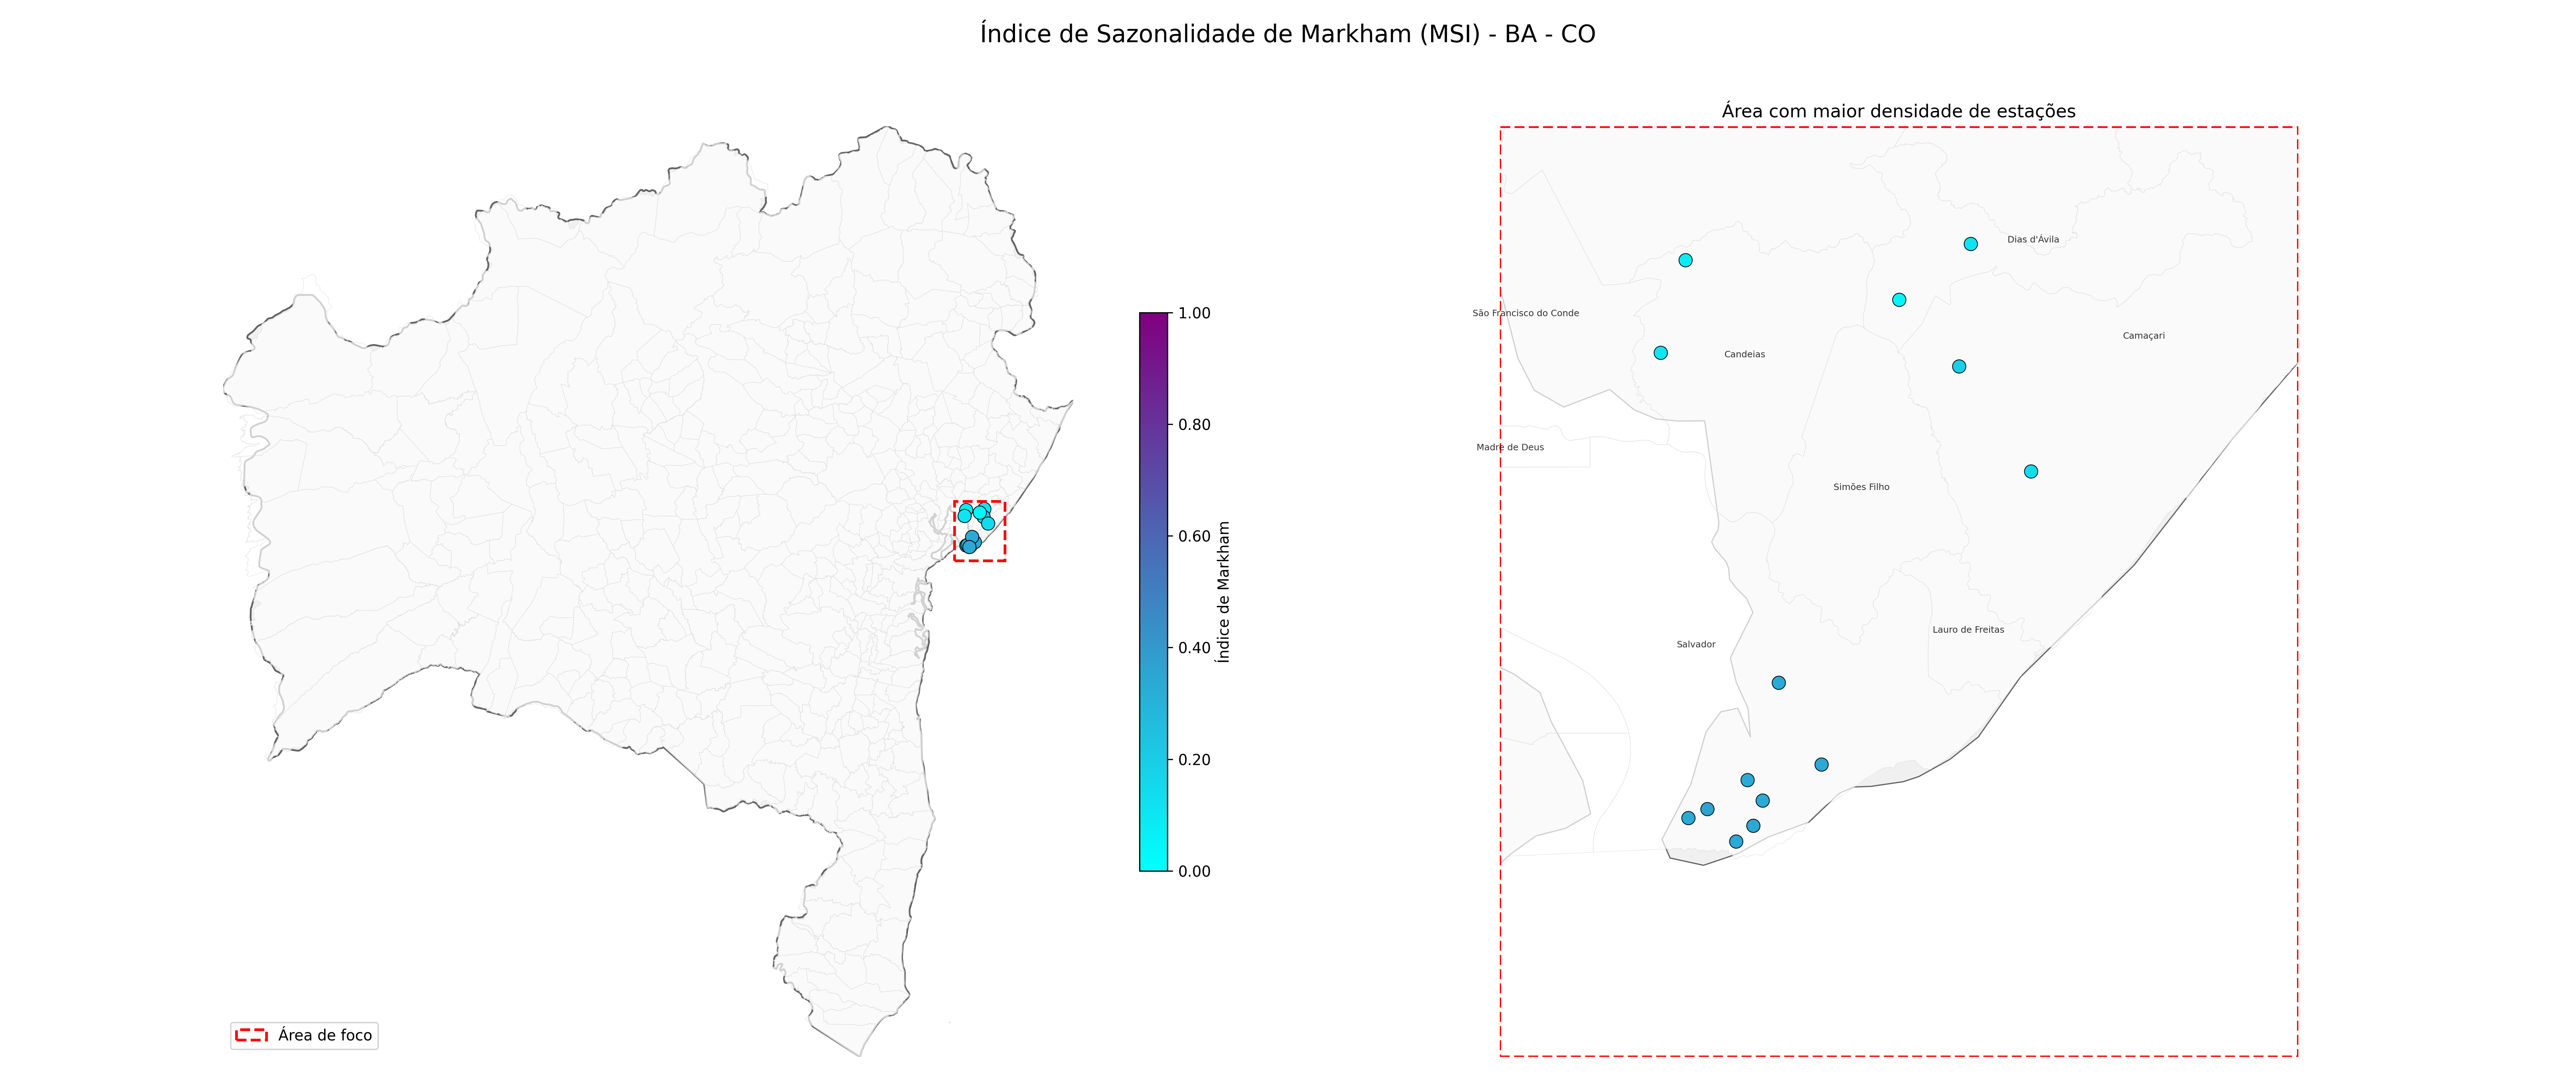 Índice de Sazonalidade de Markham (MSI) - BA - CO
Área com maior densidade de estações
Dias d'Ávila
São Francisco do Conde
Camaçari
Candeias
Madre de Deus
Simões Filho
Lauro de Freitas
Salvador
1.00
0.80
0.60
0.40
0.20
0.00
Índice de Markham
Área de foco